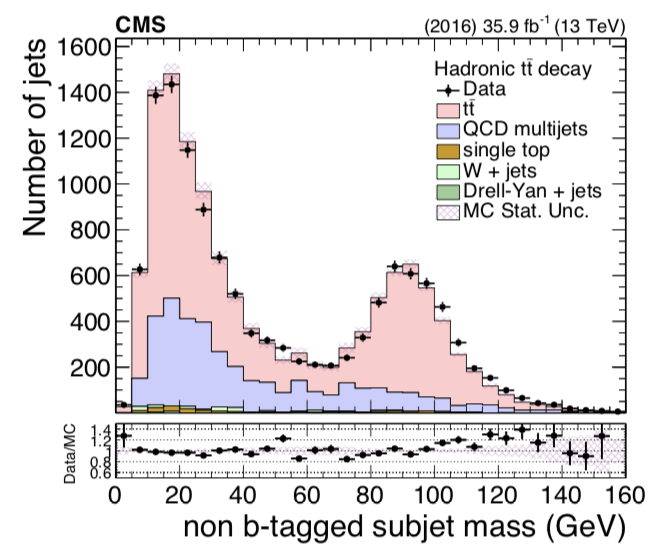 CMS (2016) 35.9 fb⁻¹ (13 TeV)
Number of jets
1600
1400
1200
1000
800
600
400
200
Hadronic tt̄ decay
Data
tt̄
QCD multijets
single top
W + jets
Drell-Yan + jets
MC Stat. Unc.
Data/MC
1.4
1.2
1
0.8
0.6
0 20 40 60 80 100 120 140 160
non b-tagged subjet mass (GeV)